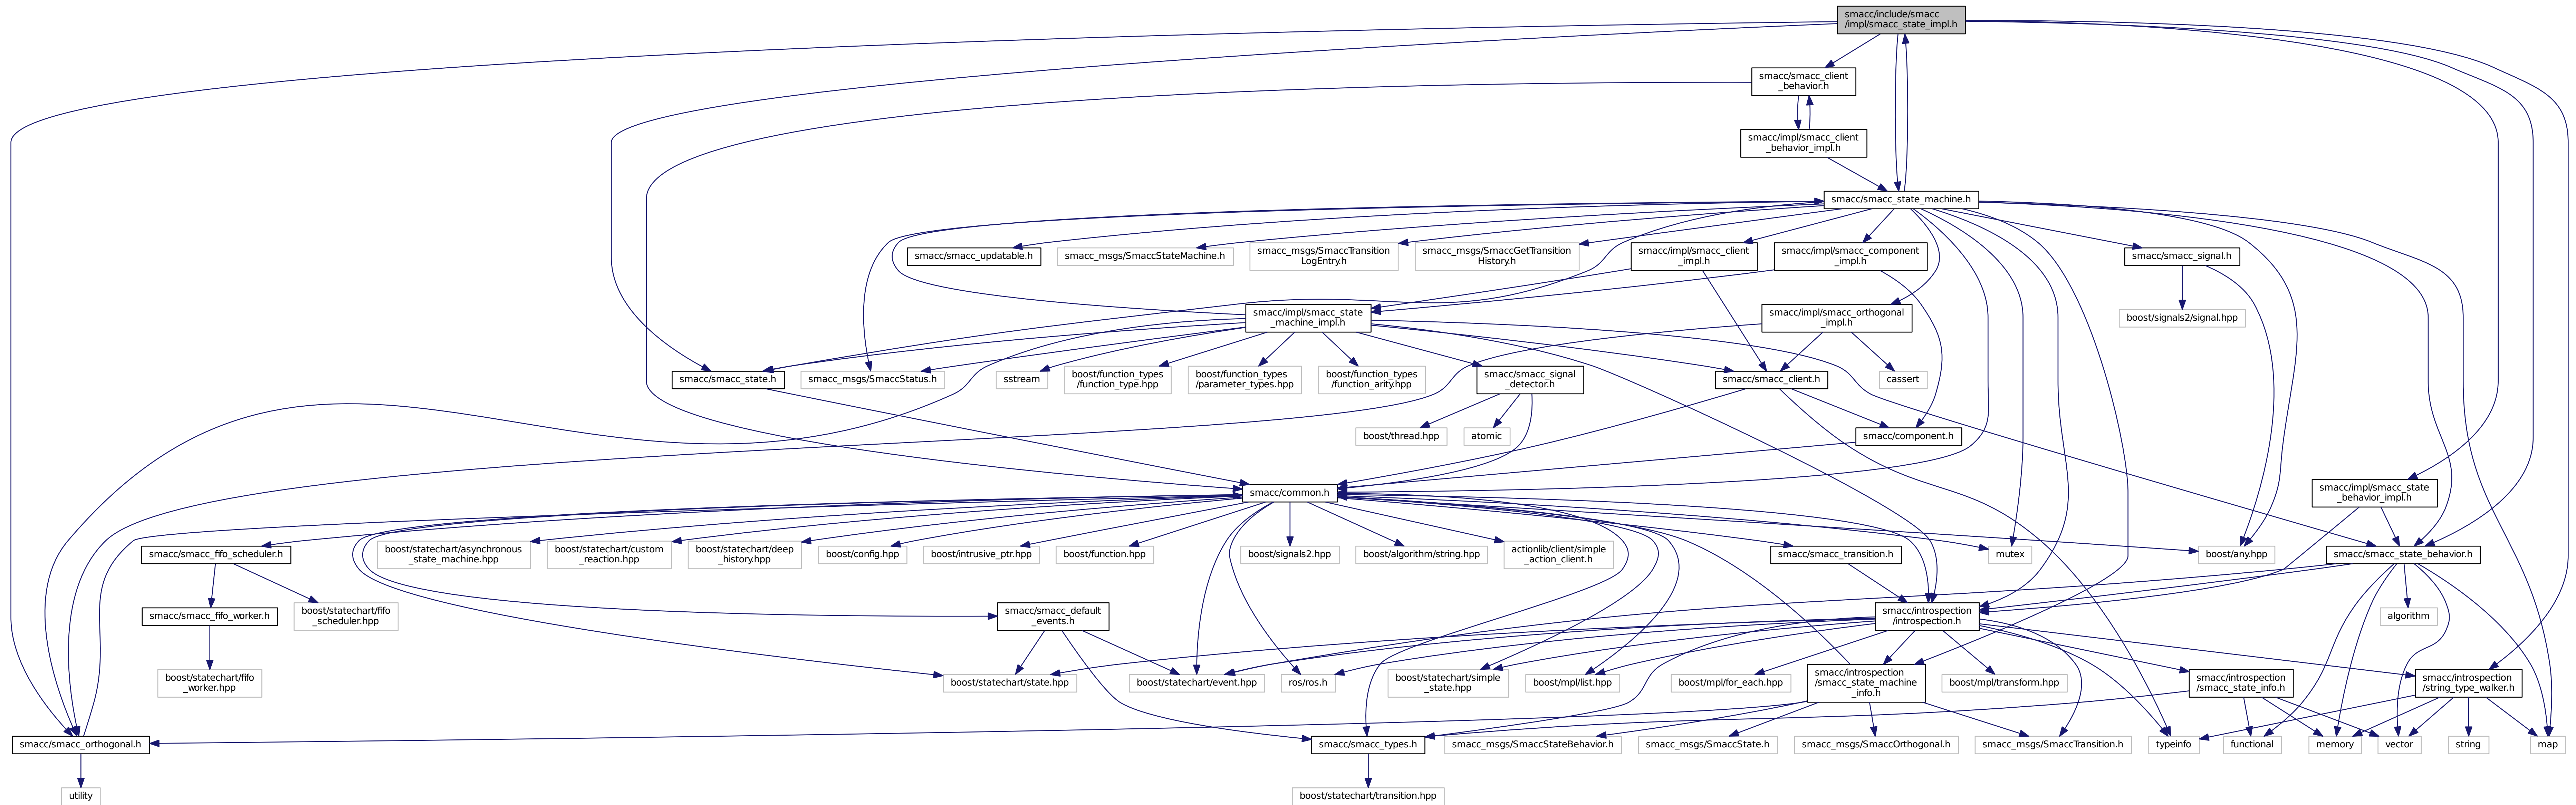 smacc/include/smacc
/impl/smacc_state_impl.h
smacc/smacc_client
_behavior.h
smacc/impl/smacc_client
_behavior_impl.h
smacc/smacc_state_machine.h
smacc/smacc_updatable.h
smacc_msgs/SmaccStateMachine.h
smacc_msgs/SmaccTransition
LogEntry.h
smacc_msgs/SmaccGetTransition
History.h
smacc/impl/smacc_client
_impl.h
smacc/impl/smacc_component
_impl.h
smacc/smacc_signal.h
smacc/impl/smacc_state
_machine_impl.h
smacc/impl/smacc_orthogonal
_impl.h
boost/signals2/signal.hpp
smacc/smacc_state.h
smacc_msgs/SmaccStatus.h
sstream
boost/function_types
/function_type.hpp
boost/function_types
/parameter_types.hpp
boost/function_types
/function_arity.hpp
smacc/smacc_signal
_detector.h
smacc/smacc_client.h
cassert
boost/thread.hpp
atomic
smacc/component.h
smacc/common.h
smacc/impl/smacc_state
_behavior_impl.h
smacc/smacc_fifo_scheduler.h
boost/statechart/asynchronous
_state_machine.hpp
boost/statechart/custom
_reaction.hpp
boost/statechart/deep
_history.hpp
boost/config.hpp
boost/intrusive_ptr.hpp
boost/function.hpp
boost/signals2.hpp
boost/algorithm/string.hpp
actionlib/client/simple
_action_client.h
smacc/smacc_transition.h
mutex
boost/any.hpp
smacc/smacc_state_behavior.h
smacc/smacc_fifo_worker.h
boost/statechart/fifo
_scheduler.hpp
smacc/smacc_default
_events.h
smacc/introspection
/introspection.h
algorithm
boost/statechart/fifo
_worker.hpp
boost/statechart/state.hpp
boost/statechart/event.hpp
ros/ros.h
boost/statechart/simple
_state.hpp
boost/mpl/list.hpp
boost/mpl/for_each.hpp
smacc/introspection
/smacc_state_machine
_info.h
boost/mpl/transform.hpp
smacc/introspection
/smacc_state_info.h
smacc/introspection
/string_type_walker.h
smacc/smacc_orthogonal.h
smacc/smacc_types.h
smacc_msgs/SmaccStateBehavior.h
smacc_msgs/SmaccState.h
smacc_msgs/SmaccOrthogonal.h
smacc_msgs/SmaccTransition.h
typeinfo
functional
memory
vector
string
map
utility
boost/statechart/transition.hpp